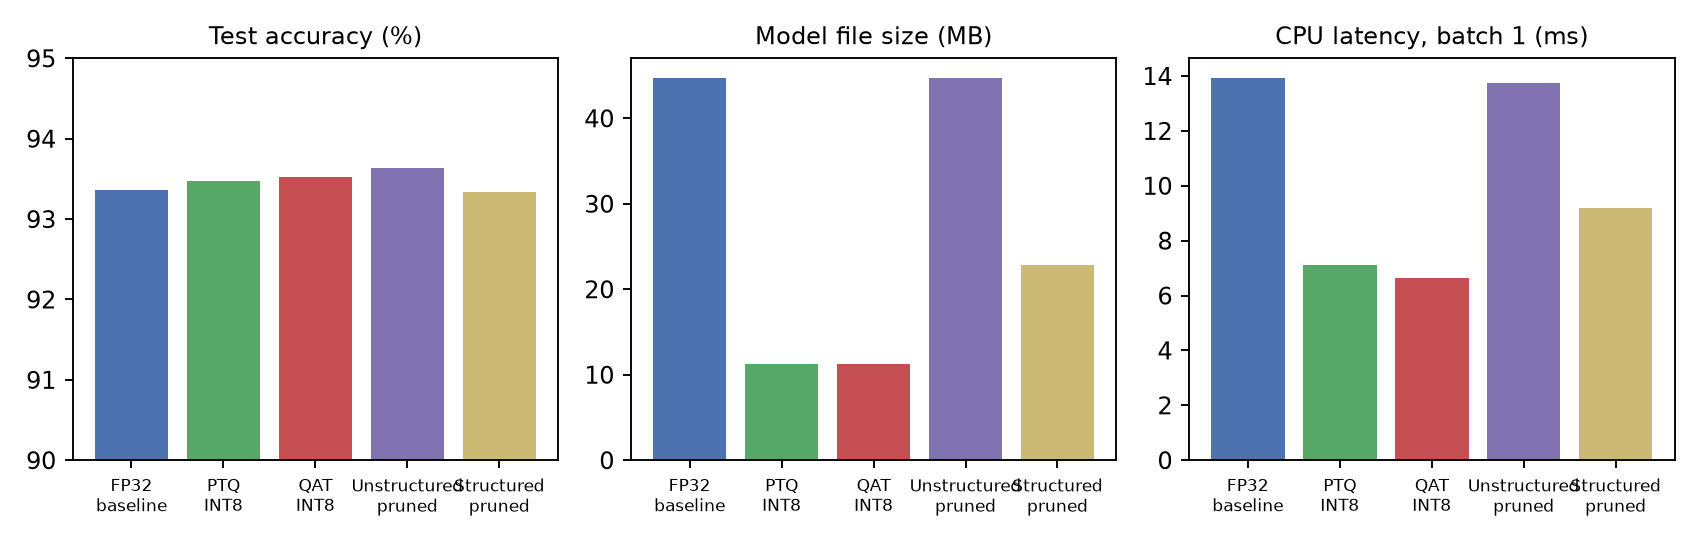 Test accuracy (%)
95
94
93
92
91
90
FP32 baseline
PTQ INT8
QAT INT8
Unstructured pruned
Structured pruned
Model file size (MB)
40
30
20
10
0
FP32 baseline
PTQ INT8
QAT INT8
Unstructured pruned
Structured pruned
CPU latency, batch 1 (ms)
14
12
10
8
6
4
2
0
FP32 baseline
PTQ INT8
QAT INT8
Unstructured pruned
Structured pruned